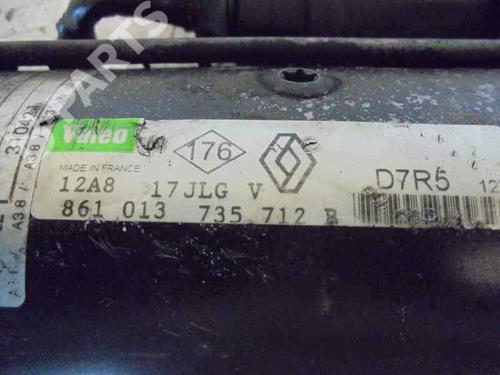 PARTS
Valeo
176
MADE IN FRANCE
12A8 17JLG V
D7R5
861 013 735 712 B